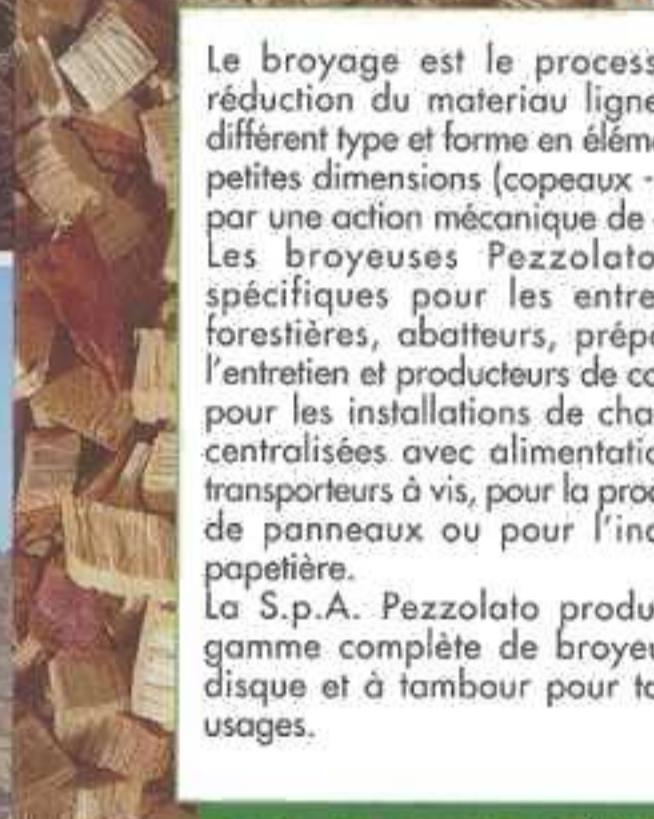 Le broyage est le process
réduction du materiau ligne
différent type et forme en élém
petites dimensions (copeaux -
par une action mécanique de
Les broyeuses Pezzolato
spécifiques pour les entre
forestières, abatteurs, prép
l'entretien et producteurs de co
pour les installations de cha
centralisées avec alimentatio
transporteurs à vis, pour la prod
de panneaux ou pour l'ind
papetière.
La S.p.A. Pezzolato produ
gamme complète de broyeu
disque et à tambour pour to
usages.